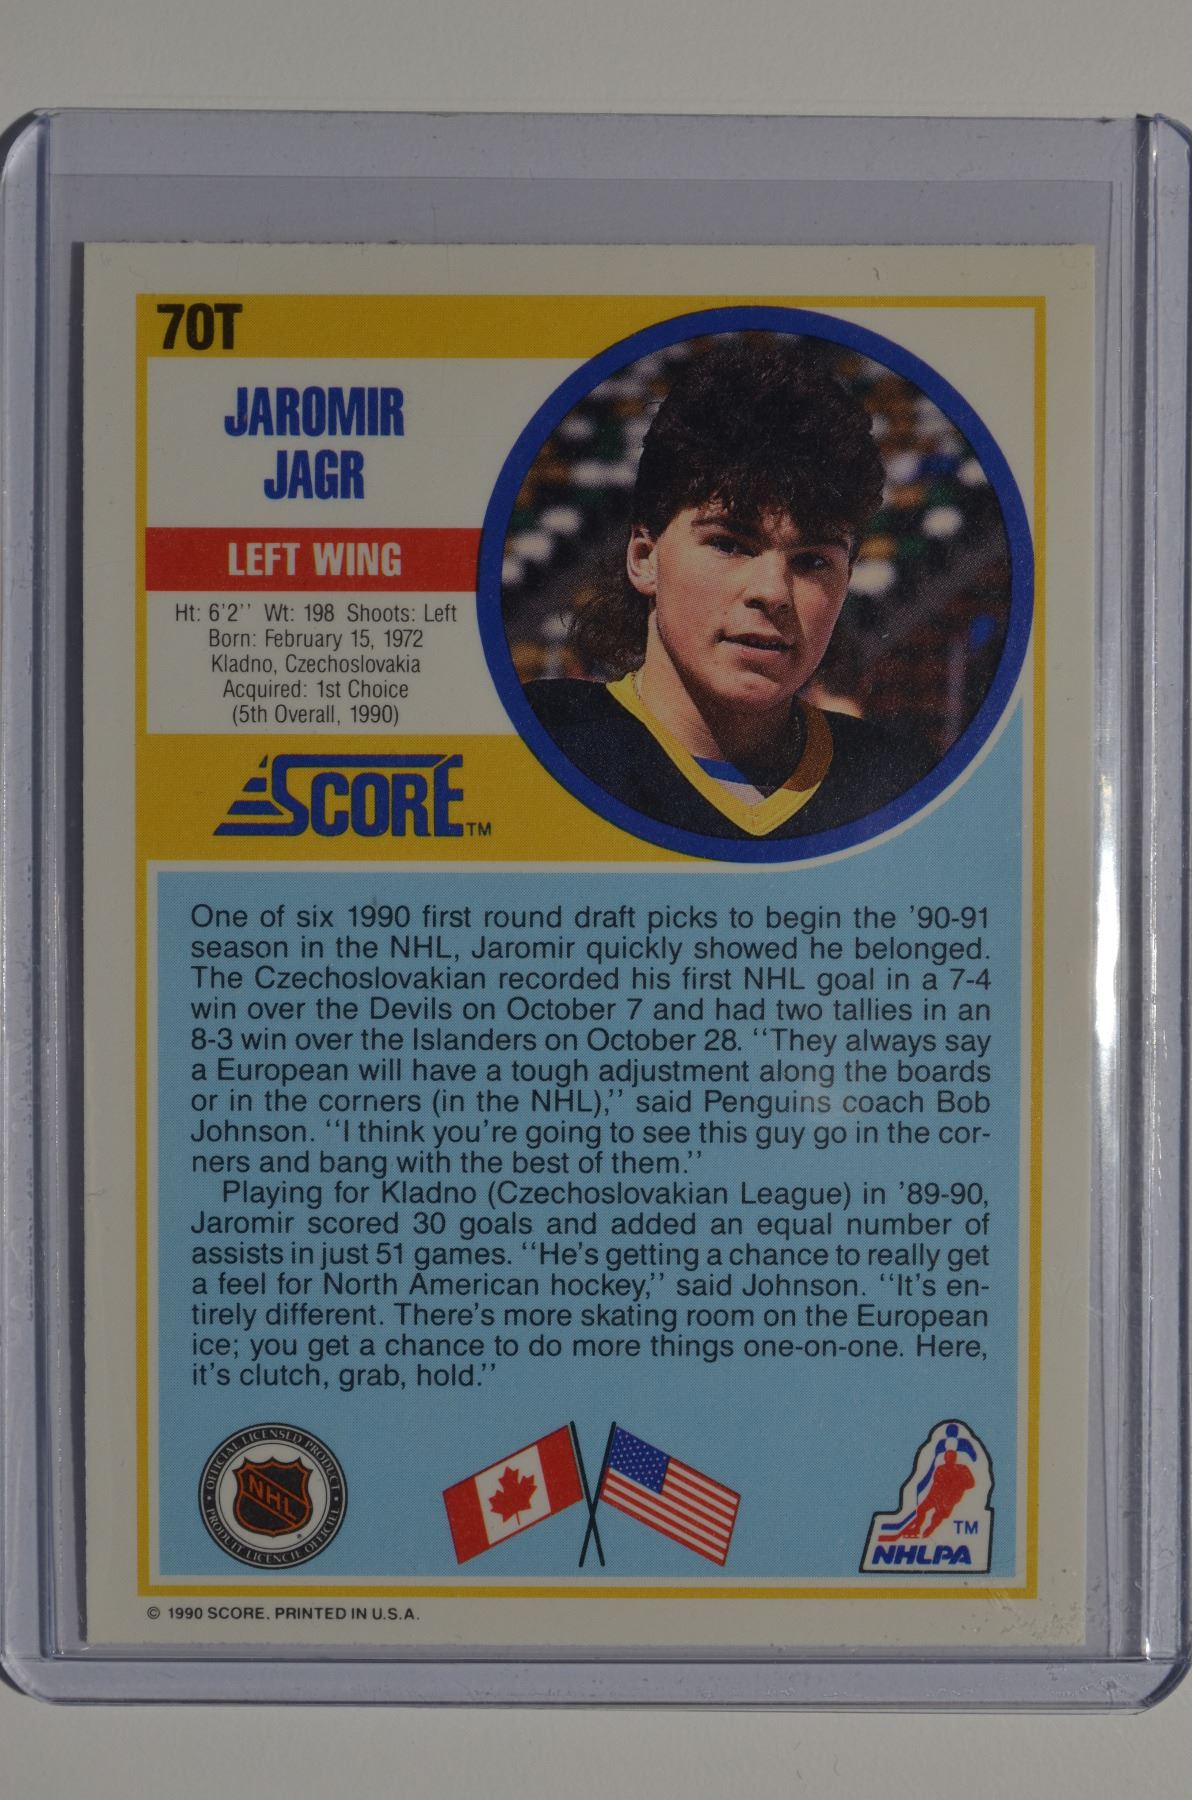 70T
JAROMIR
JAGR
LEFT WING
Ht: 6'2'' Wt: 198 Shoots: Left
Born: February 15, 1972
Kladno, Czechoslovakia
Acquired: 1st Choice
(5th Overall, 1990)
SCORE TM
One of six 1990 first round draft picks to begin the '90-91
season in the NHL, Jaromir quickly showed he belonged.
The Czechoslovakian recorded his first NHL goal in a 7-4
win over the Devils on October 7 and had two tallies in an
8-3 win over the Islanders on October 28. ''They always say
a European will have a tough adjustment along the boards
or in the corners (in the NHL),'' said Penguins coach Bob
Johnson. ''I think you're going to see this guy go in the cor-
ners and bang with the best of them.''
Playing for Kladno (Czechoslovakian League) in '89-90,
Jaromir scored 30 goals and added an equal number of
assists in just 51 games. ''He's getting a chance to really get
a feel for North American hockey,'' said Johnson. ''It's en-
tirely different. There's more skating room on the European
ice; you get a chance to do more things one-on-one. Here,
it's clutch, grab, hold.''
OFFICIAL LICENSED PRODUCT
NHL
PRODUIT LICENCIE OFFICIEL
TM
NHLPA
© 1990 SCORE. PRINTED IN U.S.A.